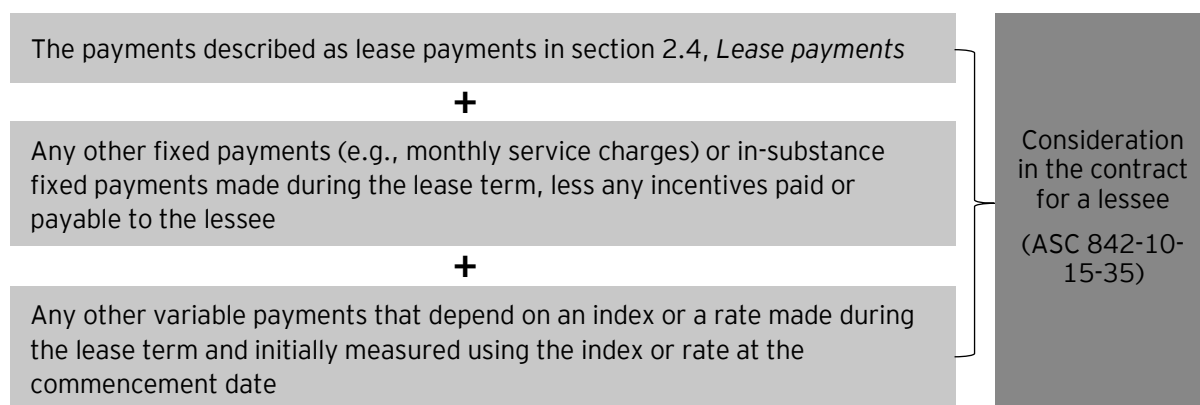 The payments described as lease payments in section 2.4, Lease payments
+
Any other fixed payments (e.g., monthly service charges) or in-substance
fixed payments made during the lease term, less any incentives paid or
payable to the lessee
+
Any other variable payments that depend on an index or a rate made during
the lease term and initially measured using the index or rate at the
commencement date
Consideration
in the contract
for a lessee
(ASC 842-10-
15-35)